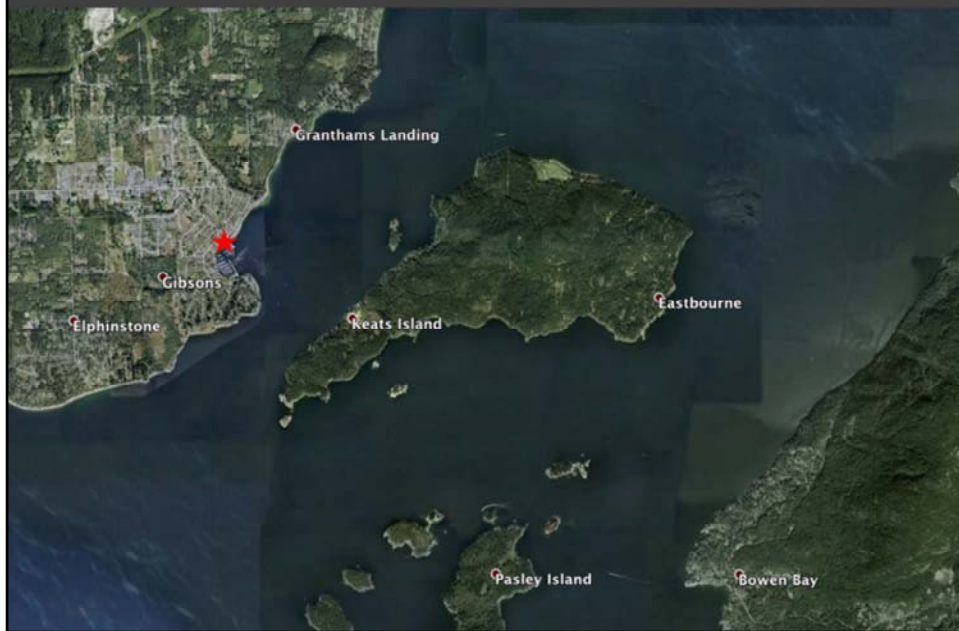 Granthams Landing
Gibsons
Eastbourne
Elphinstone
Keats Island
Pasley Island
Bowen Bay